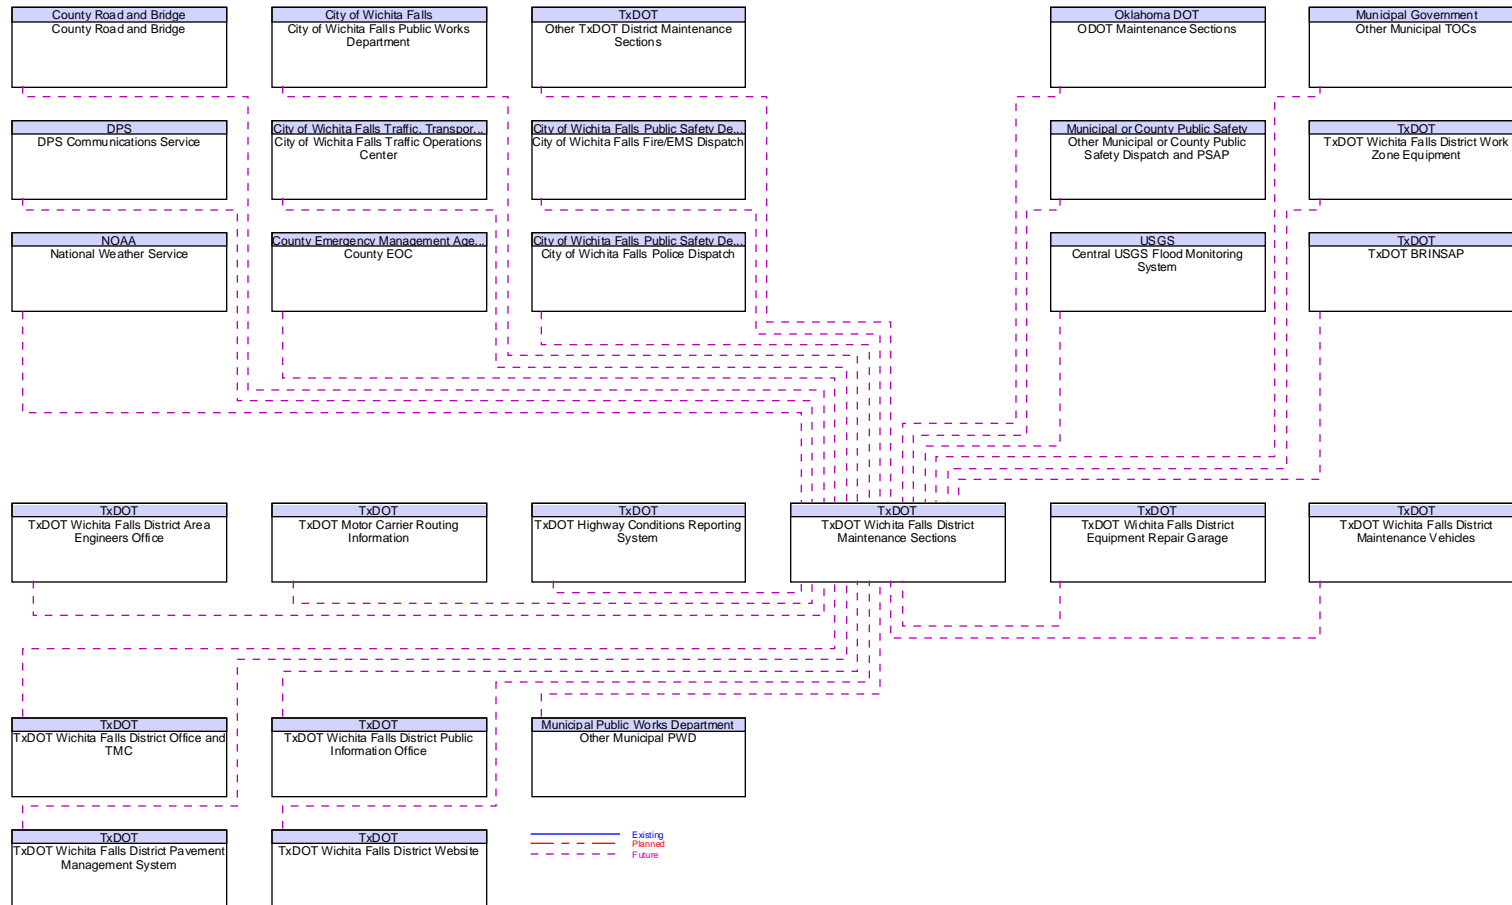 County Road and Bridge
County Road and Bridge
City of Wichita Falls
City of Wichita Falls Public Works
Department
TxDOT
Other TxDOT District Maintenance
Sections
Oklahoma DOT
ODOT Maintenance Sections
Municipal Government
Other Municipal TOCs
DPS
DPS Communications Service
City of Wichita Falls Traffic, Transpor...
City of Wichita Falls Traffic Operations
Center
City of Wichita Falls Public Safety De...
City of Wichita Falls Fire/EMS Dispatch
Municipal or County Public Safety
Other Municipal or County Public
Safety Dispatch and PSAP
TxDOT
TxDOT Wichita Falls District Work
Zone Equipment
NOAA
National Weather Service
County Emergency Management Age...
County EOC
City of Wichita Falls Public Safety De...
City of Wichita Falls Police Dispatch
USGS
Central USGS Flood Monitoring
System
TxDOT
TxDOT BRINSAP
TxDOT
TxDOT Wichita Falls District Area
Engineers Office
TxDOT
TxDOT Motor Carrier Routing
Information
TxDOT
TxDOT Highway Conditions Reporting
System
TxDOT
TxDOT Wichita Falls District
Maintenance Sections
TxDOT
TxDOT Wichita Falls District
Equipment Repair Garage
TxDOT
TxDOT Wichita Falls District
Maintenance Vehicles
TxDOT
TxDOT Wichita Falls District Office and
TMC
TxDOT
TxDOT Wichita Falls District Public
Information Office
Municipal Public Works Department
Other Municipal PWD
TxDOT
TxDOT Wichita Falls District Pavement
Management System
TxDOT
TxDOT Wichita Falls District Website
Existing
Planned
Future